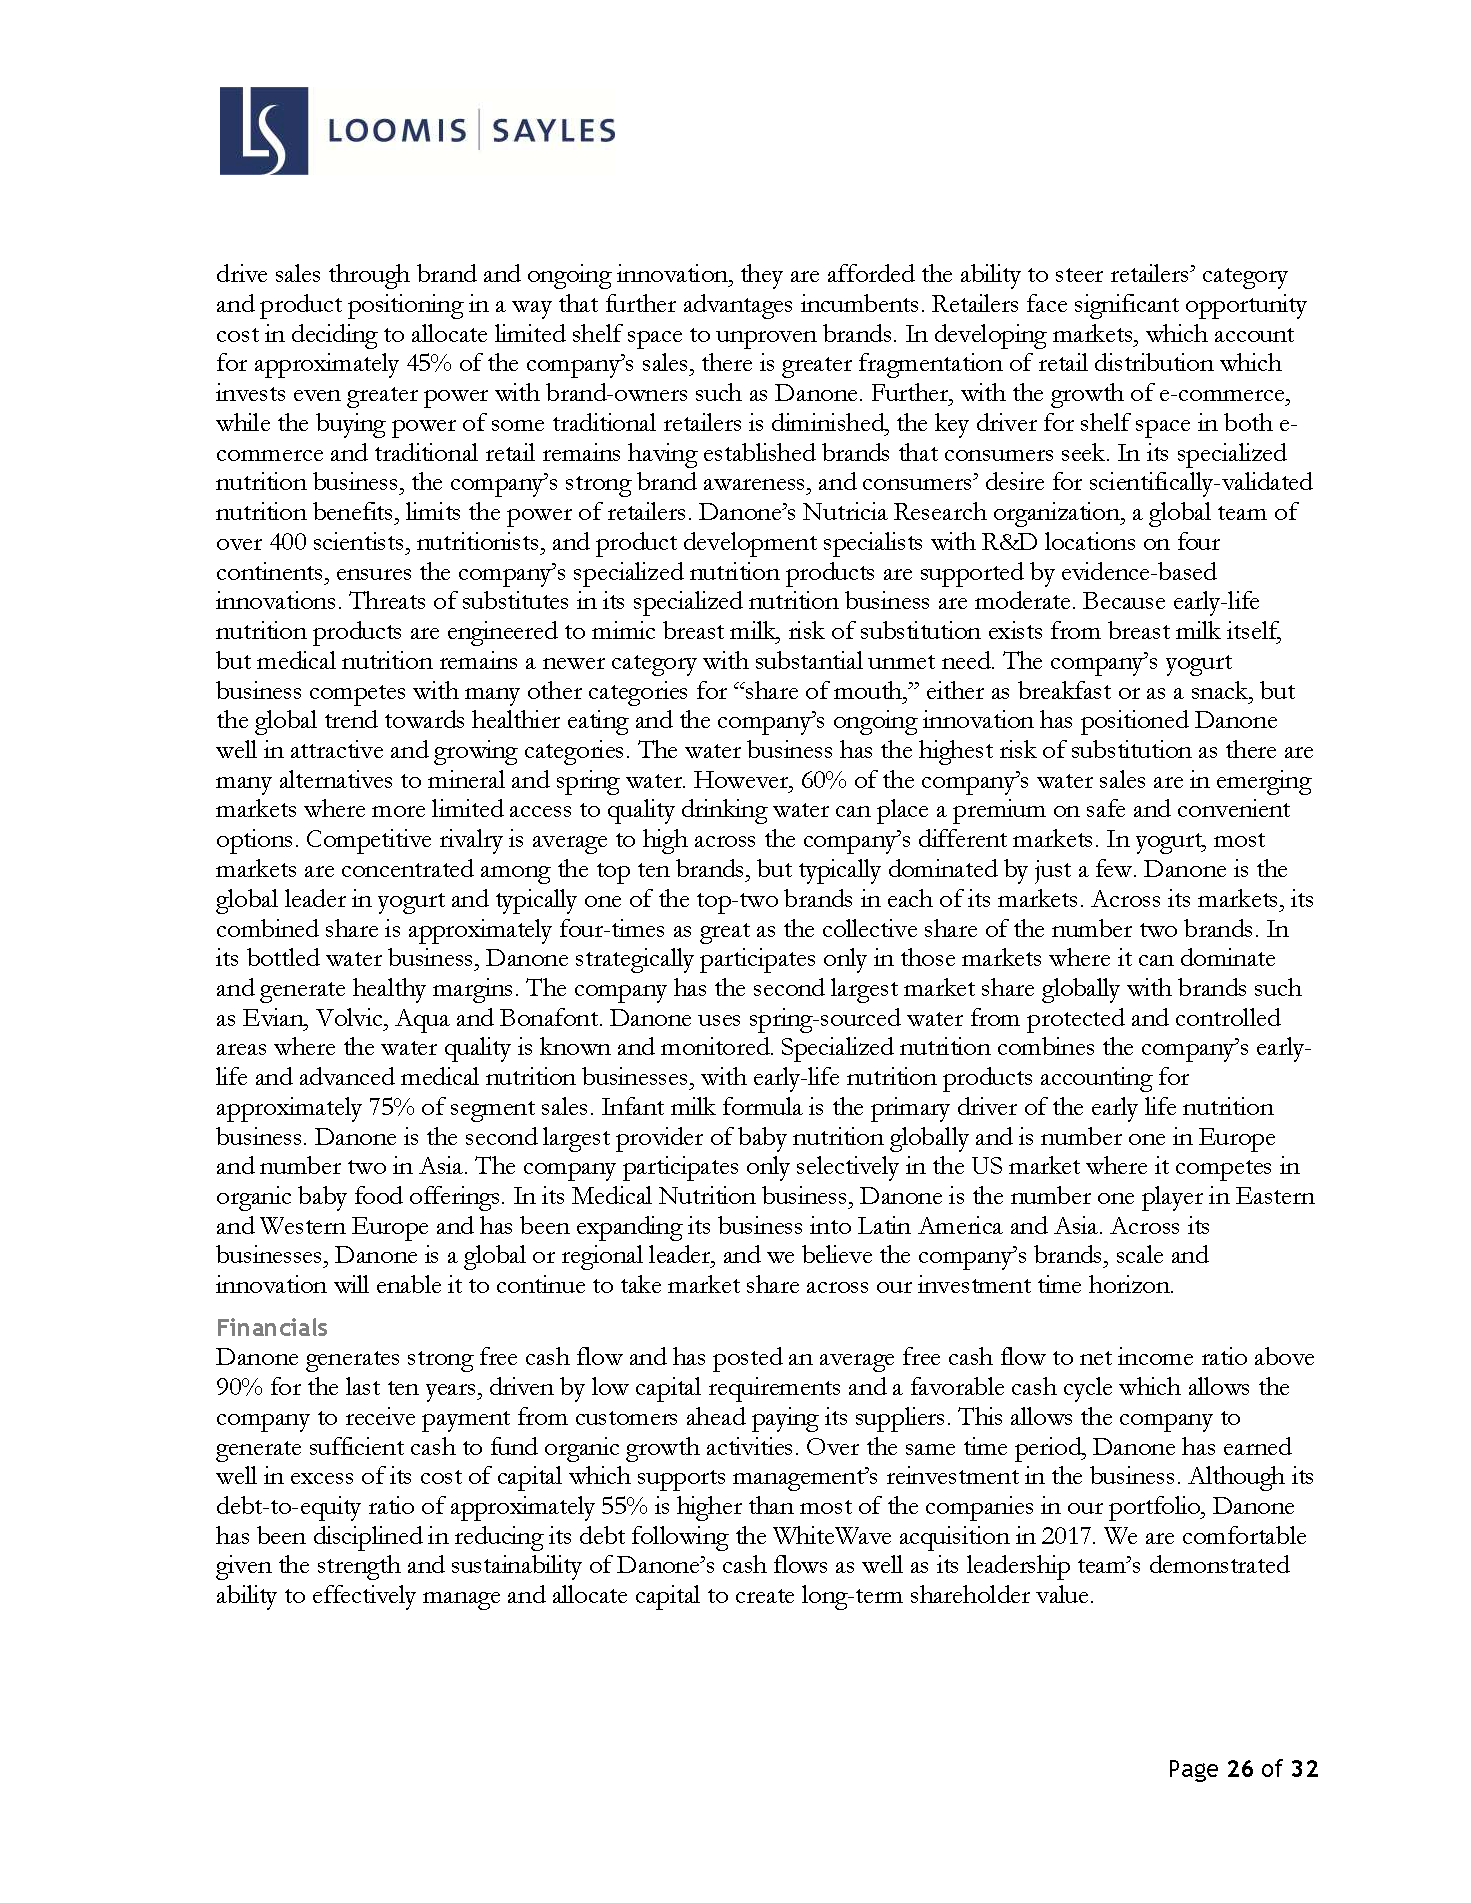 LS LOOMIS | SAYLES
drive sales through brand and ongoing innovation, they are afforded the ability to steer retailers’ category
and product positioning in a way that further advantages incumbents. Retailers face significant opportunity
cost in deciding to allocate limited shelf space to unproven brands. In developing markets, which account
for approximately 45% of the company’s sales, there is greater fragmentation of retail distribution which
invests even greater power with brand-owners such as Danone. Further, with the growth of e-commerce,
while the buying power of some traditional retailers is diminished, the key driver for shelf space in both e-
commerce and traditional retail remains having established brands that consumers seek. In its specialized
nutrition business, the company’s strong brand awareness, and consumers’ desire for scientifically-validated
nutrition benefits, limits the power of retailers. Danone’s Nutricia Research organization, a global team of
over 400 scientists, nutritionists, and product development specialists with R&D locations on four
continents, ensures the company’s specialized nutrition products are supported by evidence-based
innovations. Threats of substitutes in its specialized nutrition business are moderate. Because early-life
nutrition products are engineered to mimic breast milk, risk of substitution exists from breast milk itself,
but medical nutrition remains a newer category with substantial unmet need. The company’s yogurt
business competes with many other categories for “share of mouth,” either as breakfast or as a snack, but
the global trend towards healthier eating and the company’s ongoing innovation has positioned Danone
well in attractive and growing categories. The water business has the highest risk of substitution as there are
many alternatives to mineral and spring water. However, 60% of the company’s water sales are in emerging
markets where more limited access to quality drinking water can place a premium on safe and convenient
options. Competitive rivalry is average to high across the company’s different markets. In yogurt, most
markets are concentrated among the top ten brands, but typically dominated by just a few. Danone is the
global leader in yogurt and typically one of the top-two brands in each of its markets. Across its markets, its
combined share is approximately four-times as great as the collective share of the number two brands. In
its bottled water business, Danone strategically participates only in those markets where it can dominate
and generate healthy margins. The company has the second largest market share globally with brands such
as Evian, Volvic, Aqua and Bonafont. Danone uses spring-sourced water from protected and controlled
areas where the water quality is known and monitored. Specialized nutrition combines the company’s early-
life and advanced medical nutrition businesses, with early-life nutrition products accounting for
approximately 75% of segment sales. Infant milk formula is the primary driver of the early life nutrition
business. Danone is the second largest provider of baby nutrition globally and is number one in Europe
and number two in Asia. The company participates only selectively in the US market where it competes in
organic baby food offerings. In its Medical Nutrition business, Danone is the number one player in Eastern
and Western Europe and has been expanding its business into Latin America and Asia. Across its
businesses, Danone is a global or regional leader, and we believe the company’s brands, scale and
innovation will enable it to continue to take market share across our investment time horizon.
Financials
Danone generates strong free cash flow and has posted an average free cash flow to net income ratio above
90% for the last ten years, driven by low capital requirements and a favorable cash cycle which allows the
company to receive payment from customers ahead paying its suppliers. This allows the company to
generate sufficient cash to fund organic growth activities. Over the same time period, Danone has earned
well in excess of its cost of capital which supports management’s reinvestment in the business. Although its
debt-to-equity ratio of approximately 55% is higher than most of the companies in our portfolio, Danone
has been disciplined in reducing its debt following the WhiteWave acquisition in 2017. We are comfortable
given the strength and sustainability of Danone’s cash flows as well as its leadership team’s demonstrated
ability to effectively manage and allocate capital to create long-term shareholder value.
Page 26 of 32